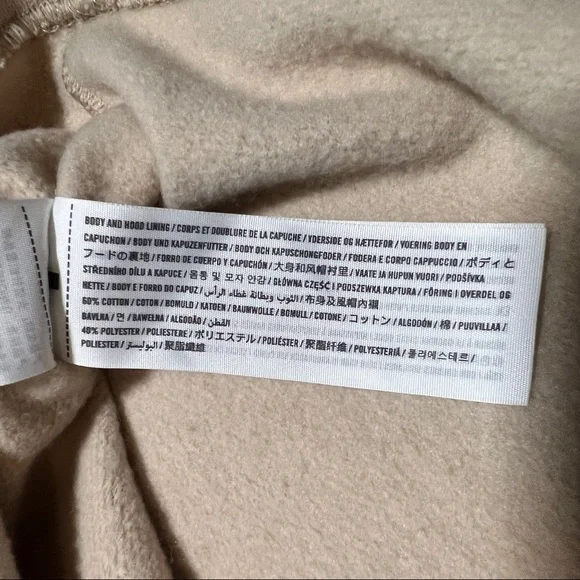 BODY AND HOOD LINING / CORPS ET DOUBLURE DE LA CAPUCHE / YDERSIDE OG HÆTTEFØR / VOERING BODY EN
CAPUCHON / BODY UND KAPUZENFUTTER / BODY OCH KAPUSCHONGFODER / FODERA E CORPO CAPPUCCIO / ボディと
フードの裏地 / FORRO DE CUERPO Y CAPUCHÓN / 大身和风帽衬里 / VAATE JA HUPUN VUORI / PODŠÍVKA
STŘEDNÍHO DÍLU A KAPUCE / 몸통 및 모자 안감 / GŁÓWNA CZĘŚĆ I PODSZEWKA KAPTURA / FÔRING I OVERDEL OG
HETTE / BODY E FORRO DO CAPUZ / الثوب وبطانة غطاء الرأس / 布身及風帽內襯
60% COTTON / COTON / BOMULD / KATOEN / BAUMWOLLE / BOMULL / COTONE / コットン / ALGODÓN / 棉 / PUUVILLAA /
BAVLNA / 면 / BAWEŁNA / ALGODÃO / القطن
40% POLYESTER / POLIESTERE / ポリエステル / POLIÉSTER / 聚酯纤维 / POLYESTERIÄ / 폴리에스테르 /
POLIESTER / البوليستر / 聚脂纖維